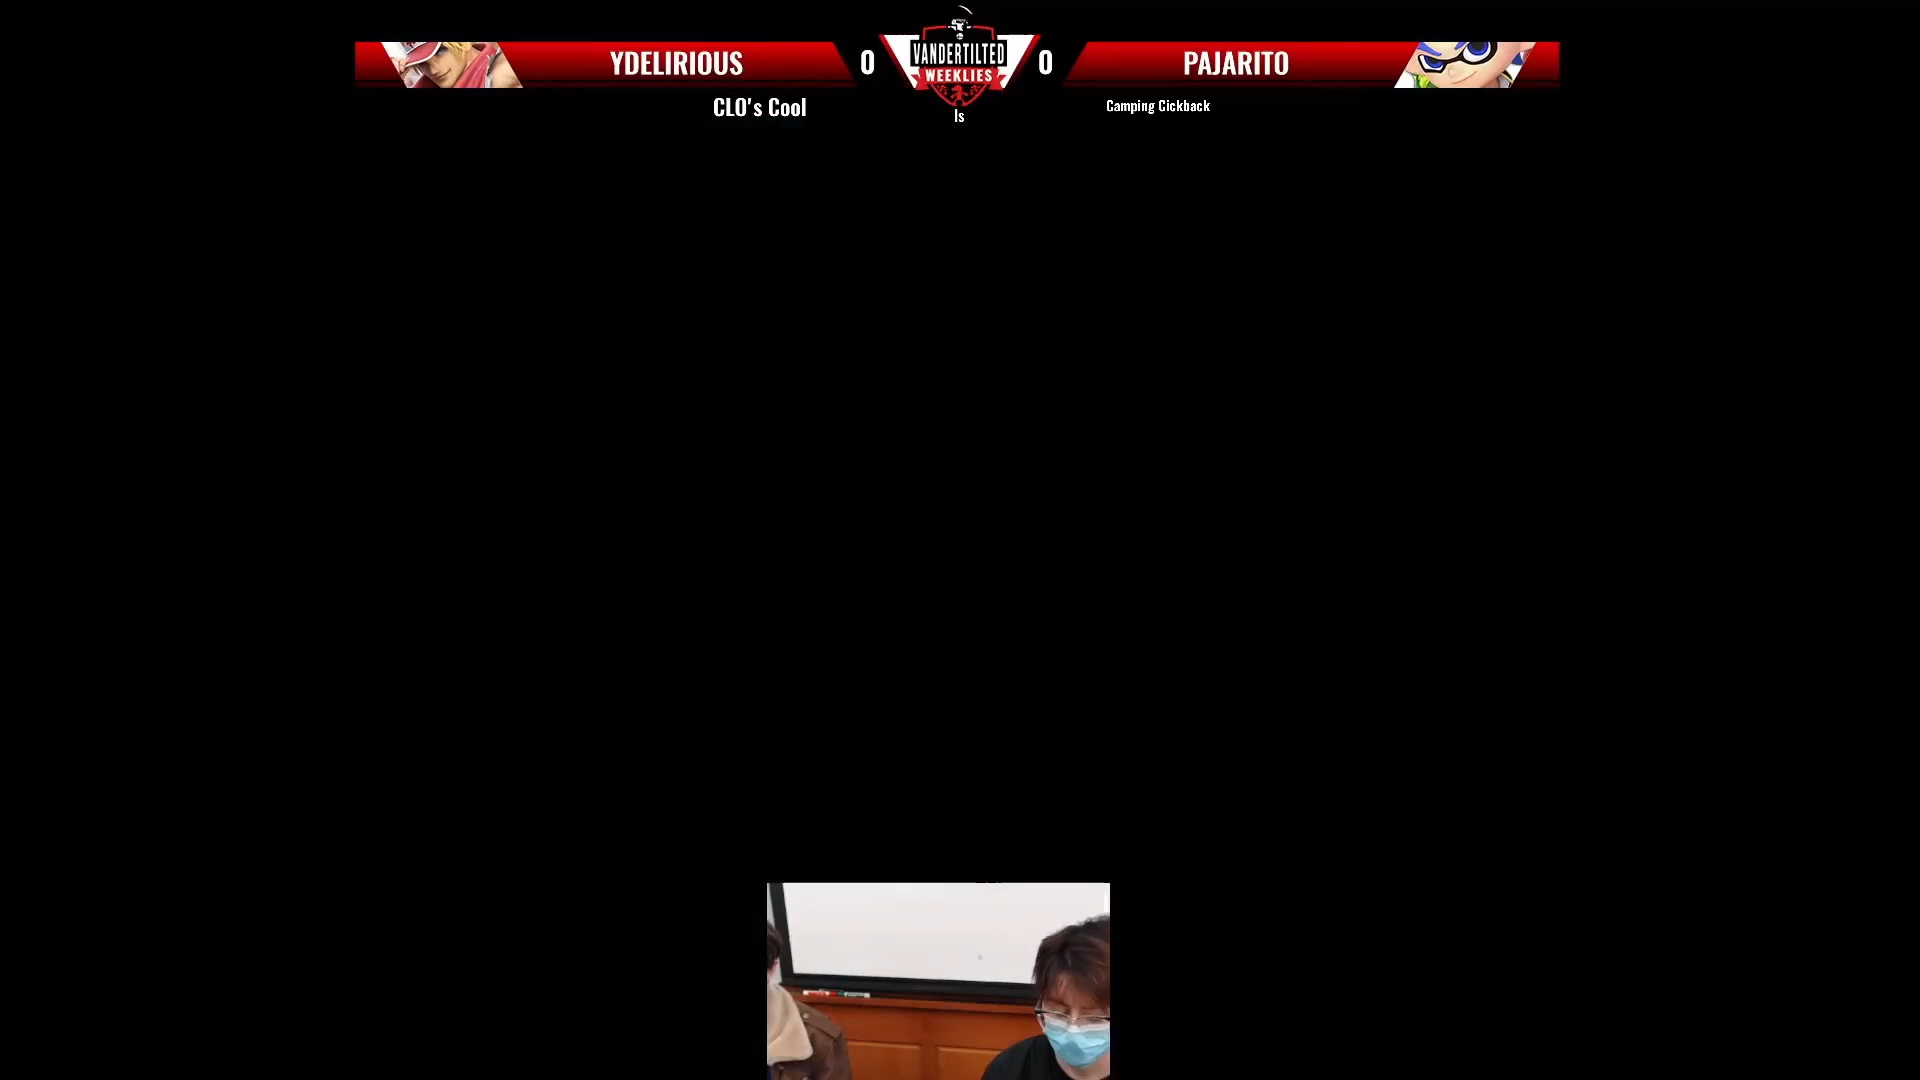 YDELIRIOUS 0 VANDERTILTED WEEKLIES 0 PAJARITO
CLO's Cool Is Camping Cickback